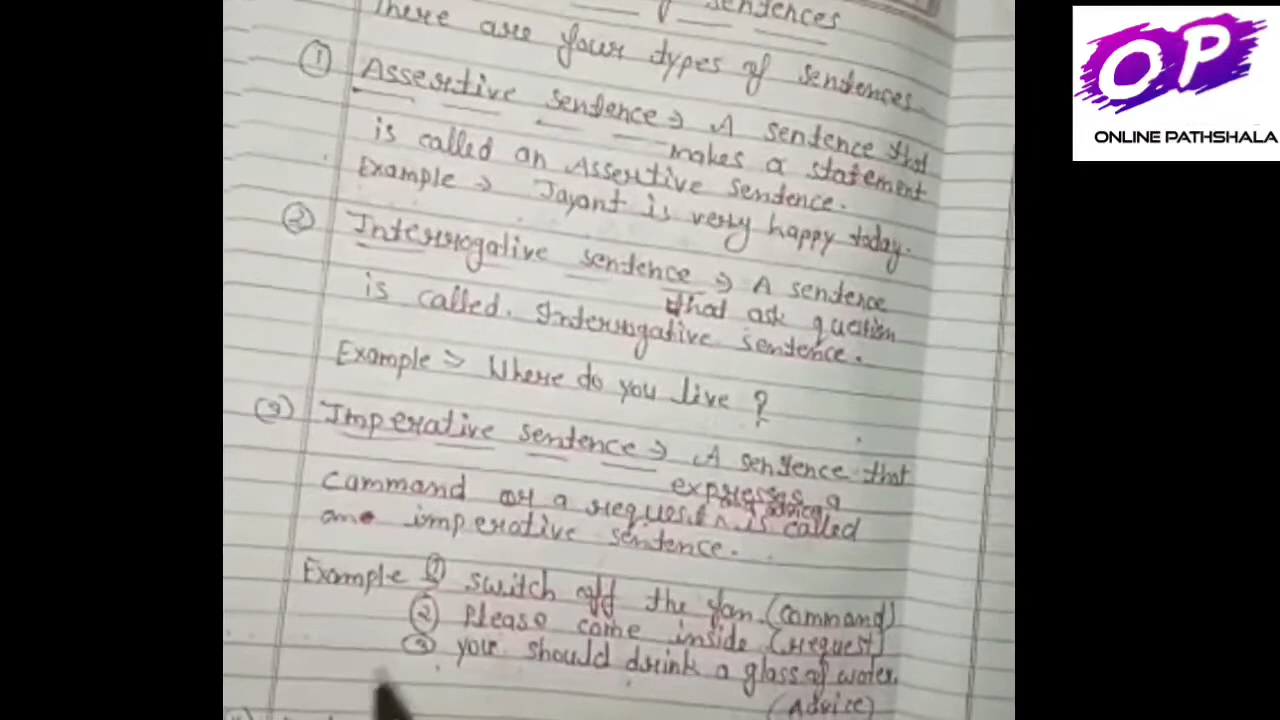 of sentences
There are four types of sentences
① Assertive sentence ⇒ A sentence that
makes a statement
is called an Assertive sentence.
Example ⇒ Jayant is very happy today.
② Interrogative sentence ⇒ A sentence
that ask question
is called. Interrogative sentence.
Example ⇒ Where do you live ?
③ Imperative sentence ⇒ A sentence that
expresses a
command or a request ^ is called
or advice
an imperative sentence.
Example ① switch off the fan. (command)
② Please come inside. (request)
③ you should drink a glass of water.
(Advice)
OP
ONLINE PATHSHALA